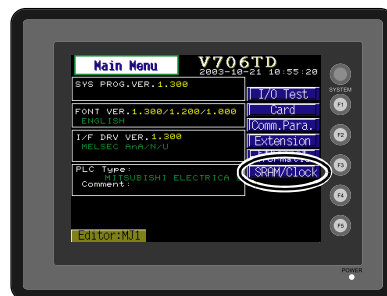 Main Menu
V706TD
2003-10-21 10:55:20
SYSTEM
SYS PROG.VER.1.300
I/O Test
F1
FONT VER.1.300/1.200/1.000
ENGLISH
Card
Comm.Para.
I/F DRV VER.1.300
MELSEC AnA/N/U
Extension
F2
PLC Type:
MITSUBISHI ELECTRICA
Comment:
SRAM/Clock
F3
F4
Editor:MJ1
F5
POWER